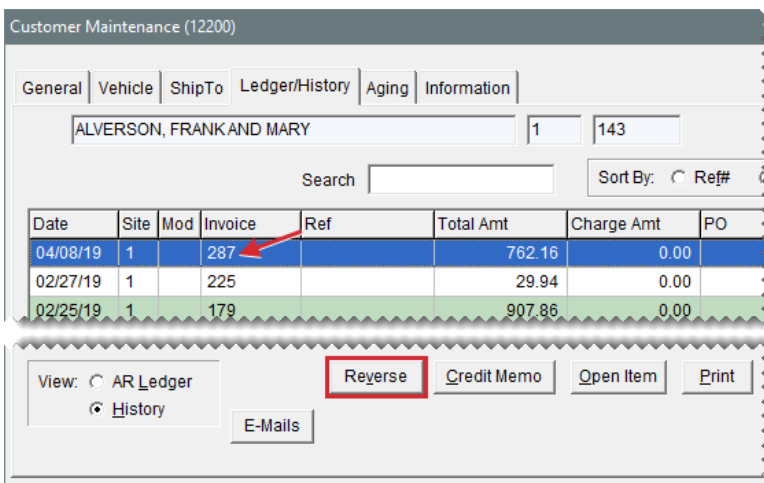 Customer Maintenance (12200)
General Vehicle ShipTo Ledger/History Aging Information
ALVERSON, FRANK AND MARY 1 143
Search Sort By: Ref#
Date Site Mod Invoice Ref Total Amt Charge Amt PO
04/08/19 1 287 762.16 0.00
02/27/19 1 225 29.94 0.00
02/25/19 1 179 907.86 0.00
View: AR Ledger Reverse Credit Memo Open Item Print
History
E-Mails